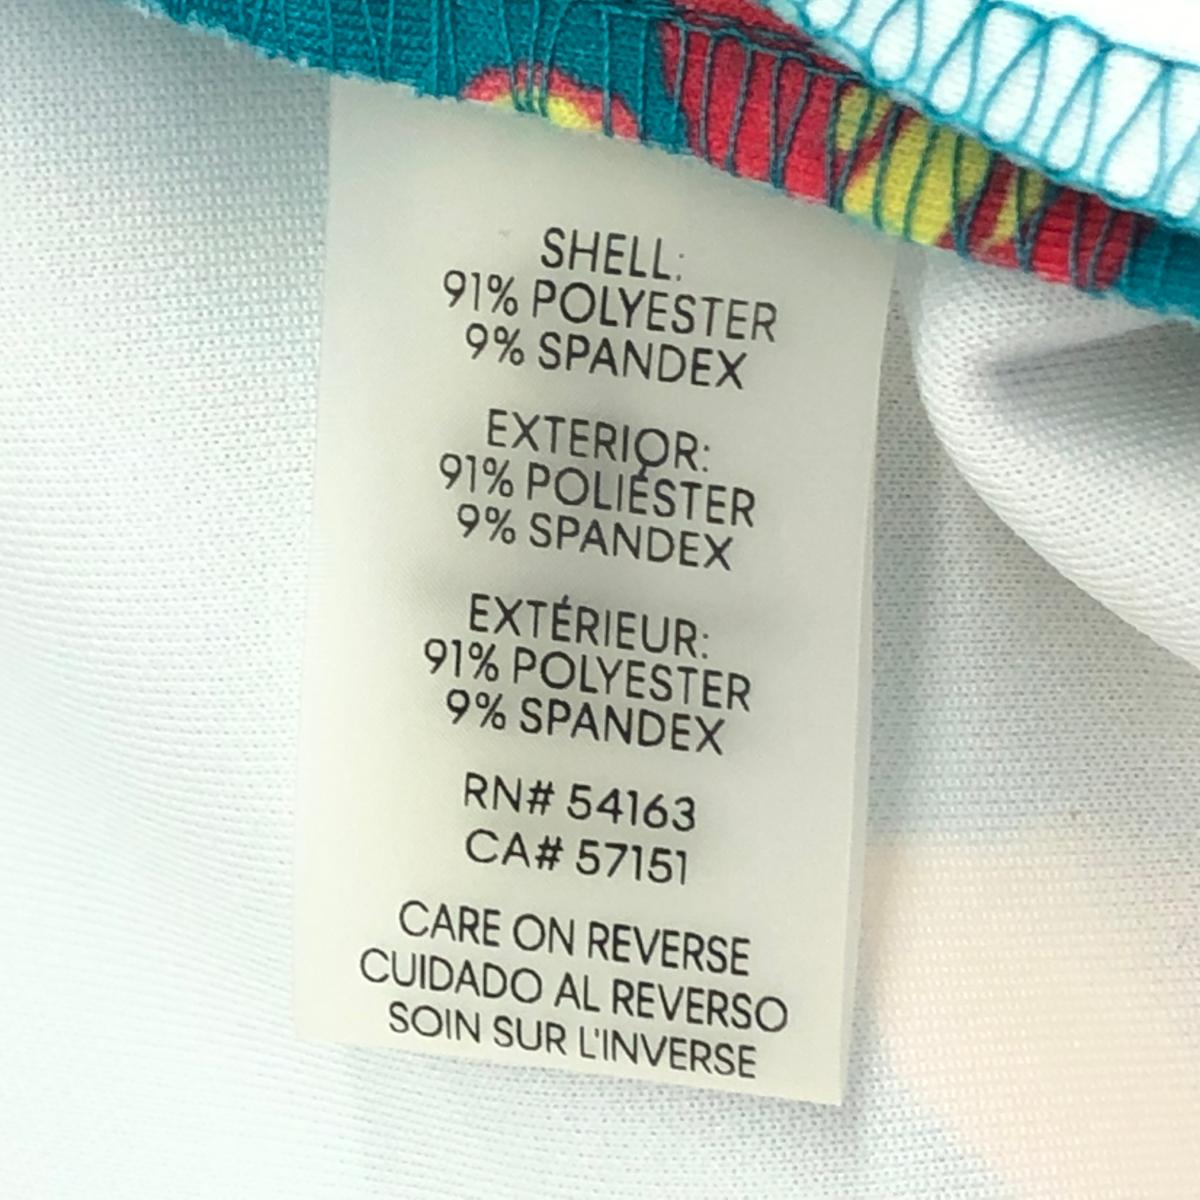 SHELL:
91% POLYESTER
9% SPANDEX
EXTERIOR:
91% POLIÉSTER
9% SPANDEX
EXTÉRIEUR:
91% POLYESTER
9% SPANDEX
RN# 54163
CA# 57151
CARE ON REVERSE
CUIDADO AL REVERSO
SOIN SUR L'INVERSE